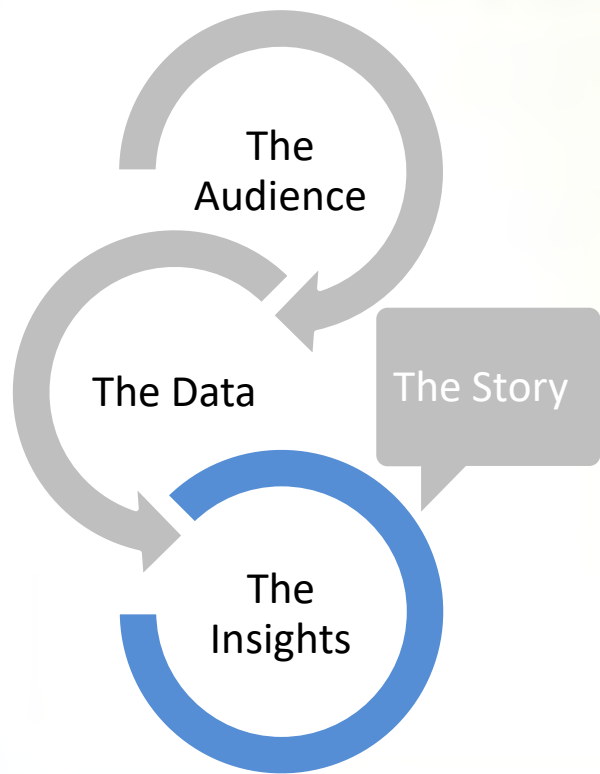 The
Audience
The Data
The Story
The
Insights